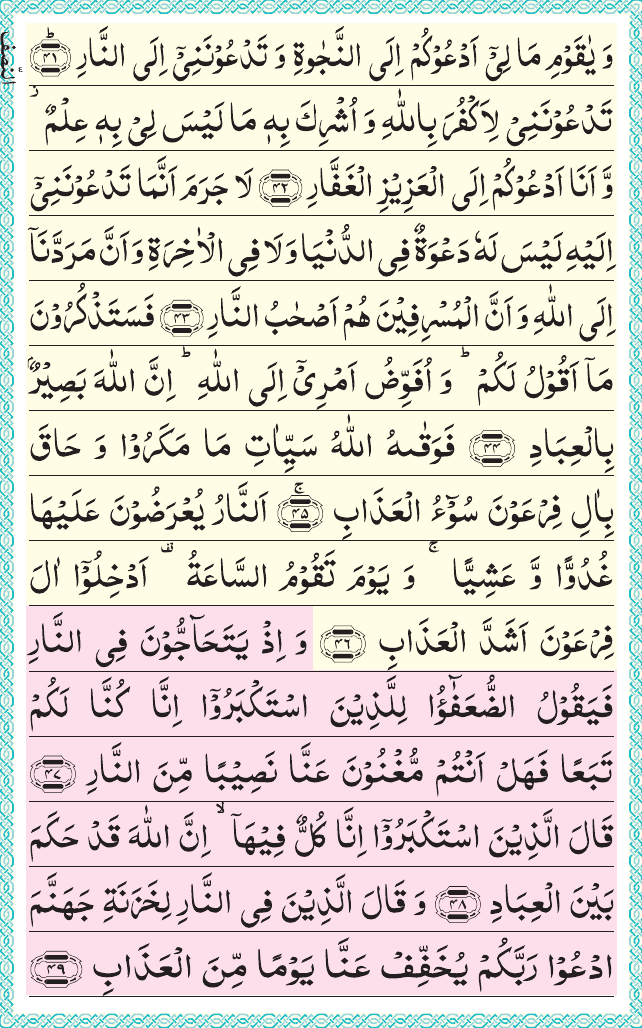 وَ یٰقَوْمِ مَا لِیْۤ اَدْعُوْكُمْ اِلَی النَّجٰوةِ وَ تَدْعُوْنَنِیْۤ اِلَی النَّارِ ؕ﴿۴۱﴾
تَدْعُوْنَنِیْ لِاَكْفُرَ بِاللّٰهِ وَ اُشْرِكَ بِهٖ مَا لَیْسَ لِیْ بِهٖ عِلْمٌ ؗ
وَّ اَنَا اَدْعُوْكُمْ اِلَی الْعَزِیْزِ الْغَفَّارِ ﴿۴۲﴾ لَا جَرَمَ اَنَّمَا تَدْعُوْنَنِیْۤ
اِلَیْهِ لَیْسَ لَهٗ دَعْوَةٌ فِی الدُّنْیَا وَ لَا فِی الْاٰخِرَةِ وَ اَنَّ مَرَدَّنَاۤ
اِلَی اللّٰهِ وَ اَنَّ الْمُسْرِفِیْنَ هُمْ اَصْحٰبُ النَّارِ ﴿۴۳﴾ فَسَتَذْكُرُوْنَ
مَاۤ اَقُوْلُ لَكُمْ ؕ وَ اُفَوِّضُ اَمْرِیْۤ اِلَی اللّٰهِ ؕ اِنَّ اللّٰهَ بَصِیْرٌۢ
بِالْعِبَادِ ﴿۴۴﴾ فَوَقٰىهُ اللّٰهُ سَیِّاٰتِ مَا مَكَرُوْا وَ حَاقَ
بِاٰلِ فِرْعَوْنَ سُوْٓءُ الْعَذَابِ ۚ﴿۴۵﴾ اَلنَّارُ یُعْرَضُوْنَ عَلَیْهَا
غُدُوًّا وَّ عَشِیًّا ۚ وَ یَوْمَ تَقُوْمُ السَّاعَةُ ۫ اَدْخِلُوْۤا اٰلَ
فِرْعَوْنَ اَشَدَّ الْعَذَابِ ﴿۴۶﴾ وَ اِذْ یَتَحَآجُّوْنَ فِی النَّارِ
فَیَقُوْلُ الضُّعَفٰٓؤُا لِلَّذِیْنَ اسْتَكْبَرُوْۤا اِنَّا كُنَّا لَكُمْ
تَبَعًا فَهَلْ اَنْتُمْ مُّغْنُوْنَ عَنَّا نَصِیْبًا مِّنَ النَّارِ ﴿۴۷﴾
قَالَ الَّذِیْنَ اسْتَكْبَرُوْۤا اِنَّا كُلٌّ فِیْهَاۤ ۙ اِنَّ اللّٰهَ قَدْ حَكَمَ
بَیْنَ الْعِبَادِ ﴿۴۸﴾ وَ قَالَ الَّذِیْنَ فِی النَّارِ لِخَزَنَةِ جَهَنَّمَ
ادْعُوْا رَبَّكُمْ یُخَفِّفْ عَنَّا یَوْمًا مِّنَ الْعَذَابِ ﴿۴۹﴾